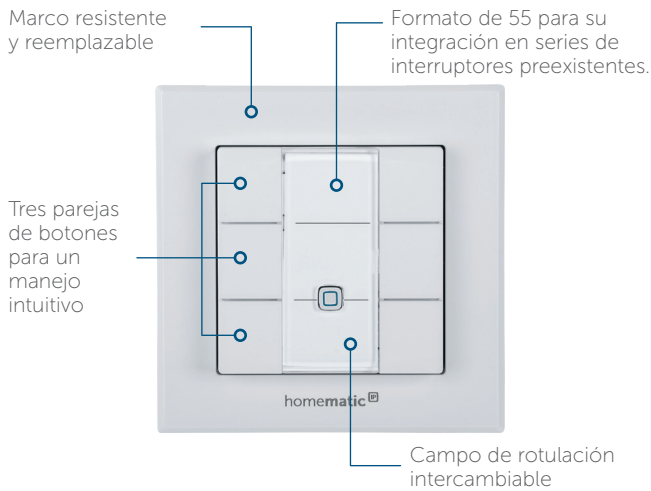 Marco resistente
y reemplazable
Formato de 55 para su
integración en series de
interruptores preexistentes.
Tres parejas
de botones
para un
manejo
intuitivo
homematic IP
Campo de rotulación
intercambiable